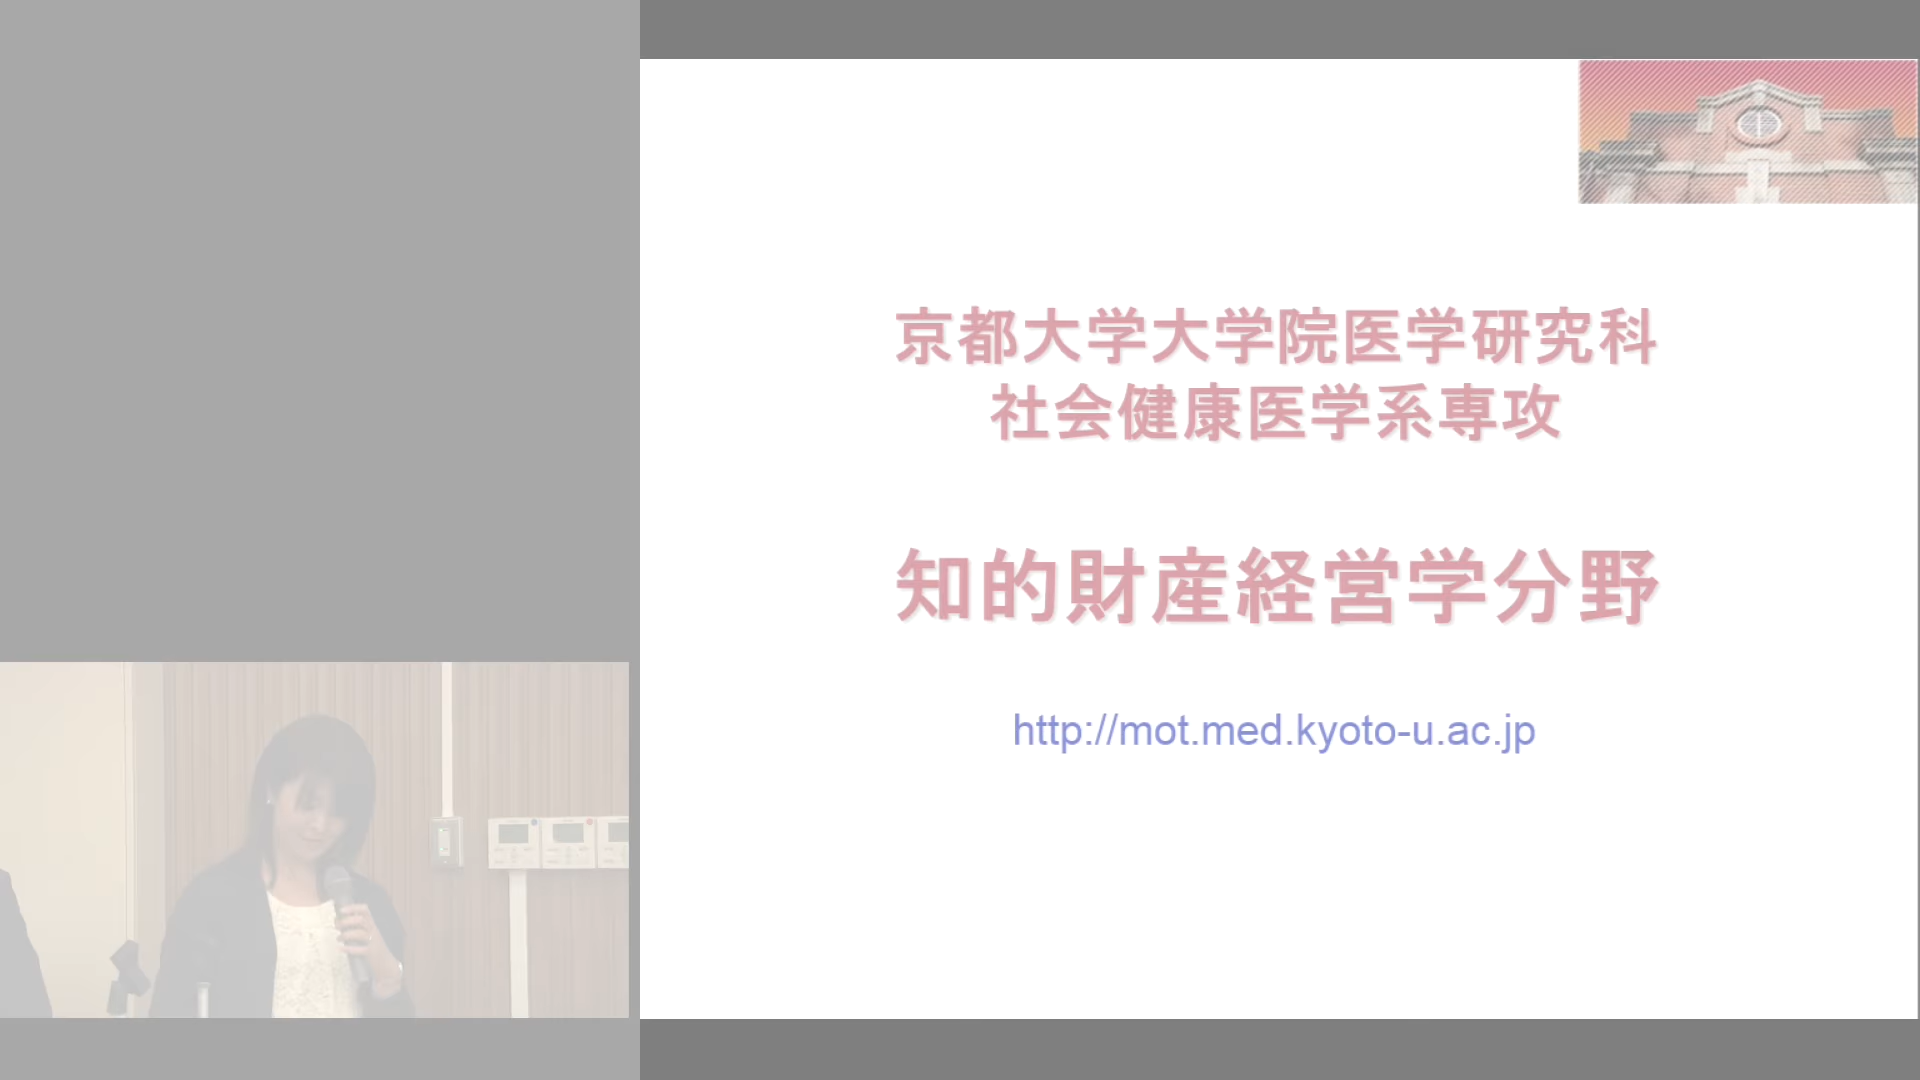 京都大学大学院医学研究科
社会健康医学系専攻
知的財産経営学分野
http://mot.med.kyoto-u.ac.jp